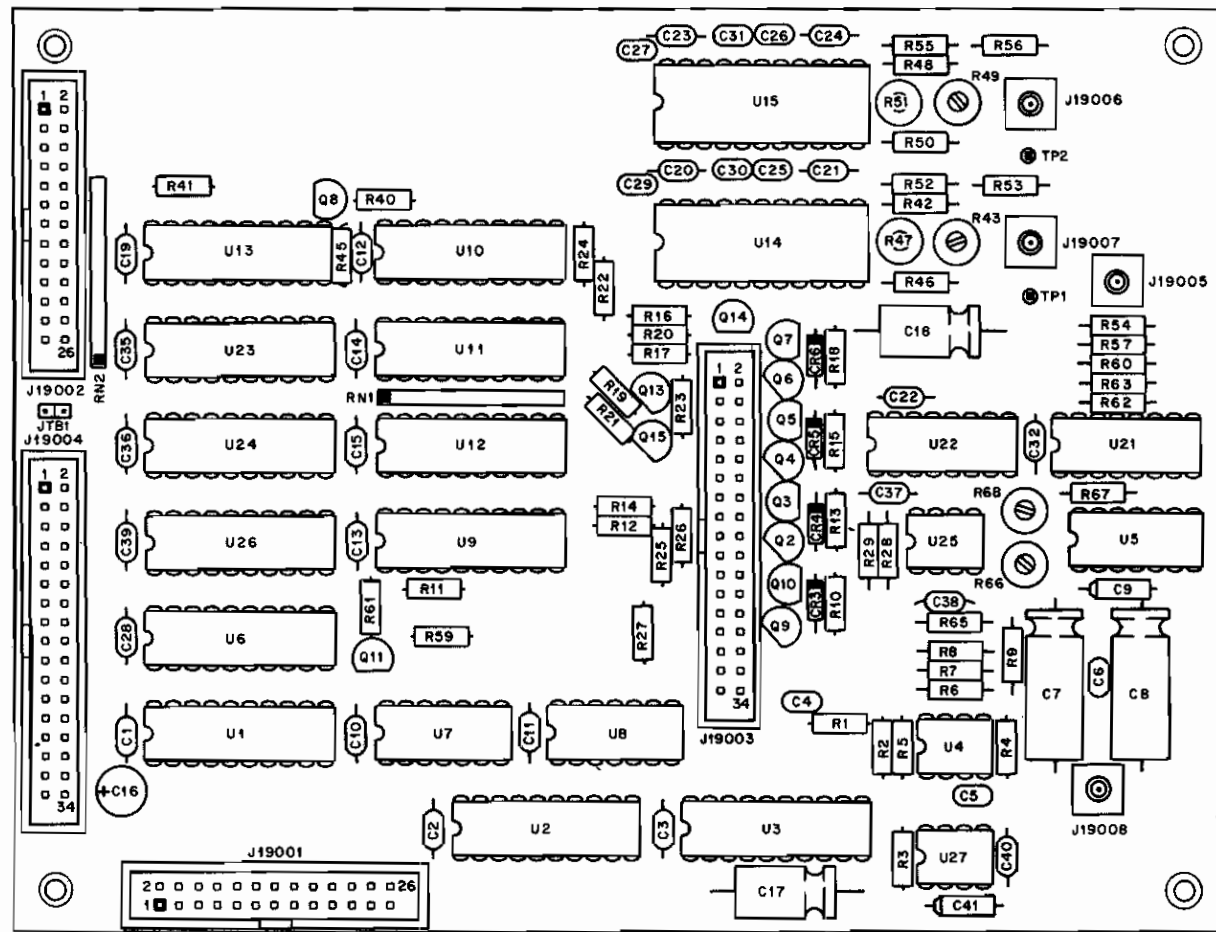 C23 C31 C26 C24
C27
R55 R56
R48
R49
U15
R51
J19006
1 2
R50
TP2
C20 C30 C25 C21
C29
R41
Q8
R40
R52 R53
R42
R43
C19
U13
R45
C12
U10
R24
R22
U14
R47
J19007
R46
J19005
TP1
R16
R20
R17
Q14
C18
R54
R57
R60
R63
R62
26
J19002
RN2
C35
U23
C14
U11
Q7
CR6
R18
1 2
Q6
R19
Q13
R23
RN1
JTB1
J19004
C22
R21
Q15
Q5
CR5
R15
C36
U24
C15
U12
Q4
U22
C32
U21
1 2
Q3
C37
R68
R67
R14
R12
CR4
R13
C39
U26
C13
U9
R25
R26
Q2
R29
R28
U25
U5
R66
Q10
R11
R61
CR3
R10
C9
C38
Q9
R65
C28
U6
R59
R27
Q11
R8
R7
R6
R9
C7
C6
C8
34
C4
R1
C1
U1
C10
U7
C11
U8
J19003
R2
R5
U4
R4
+C16
34
C5
J19008
C2
U2
C3
U3
R3
U27
C40
J19001
2 26
1
C17
C41